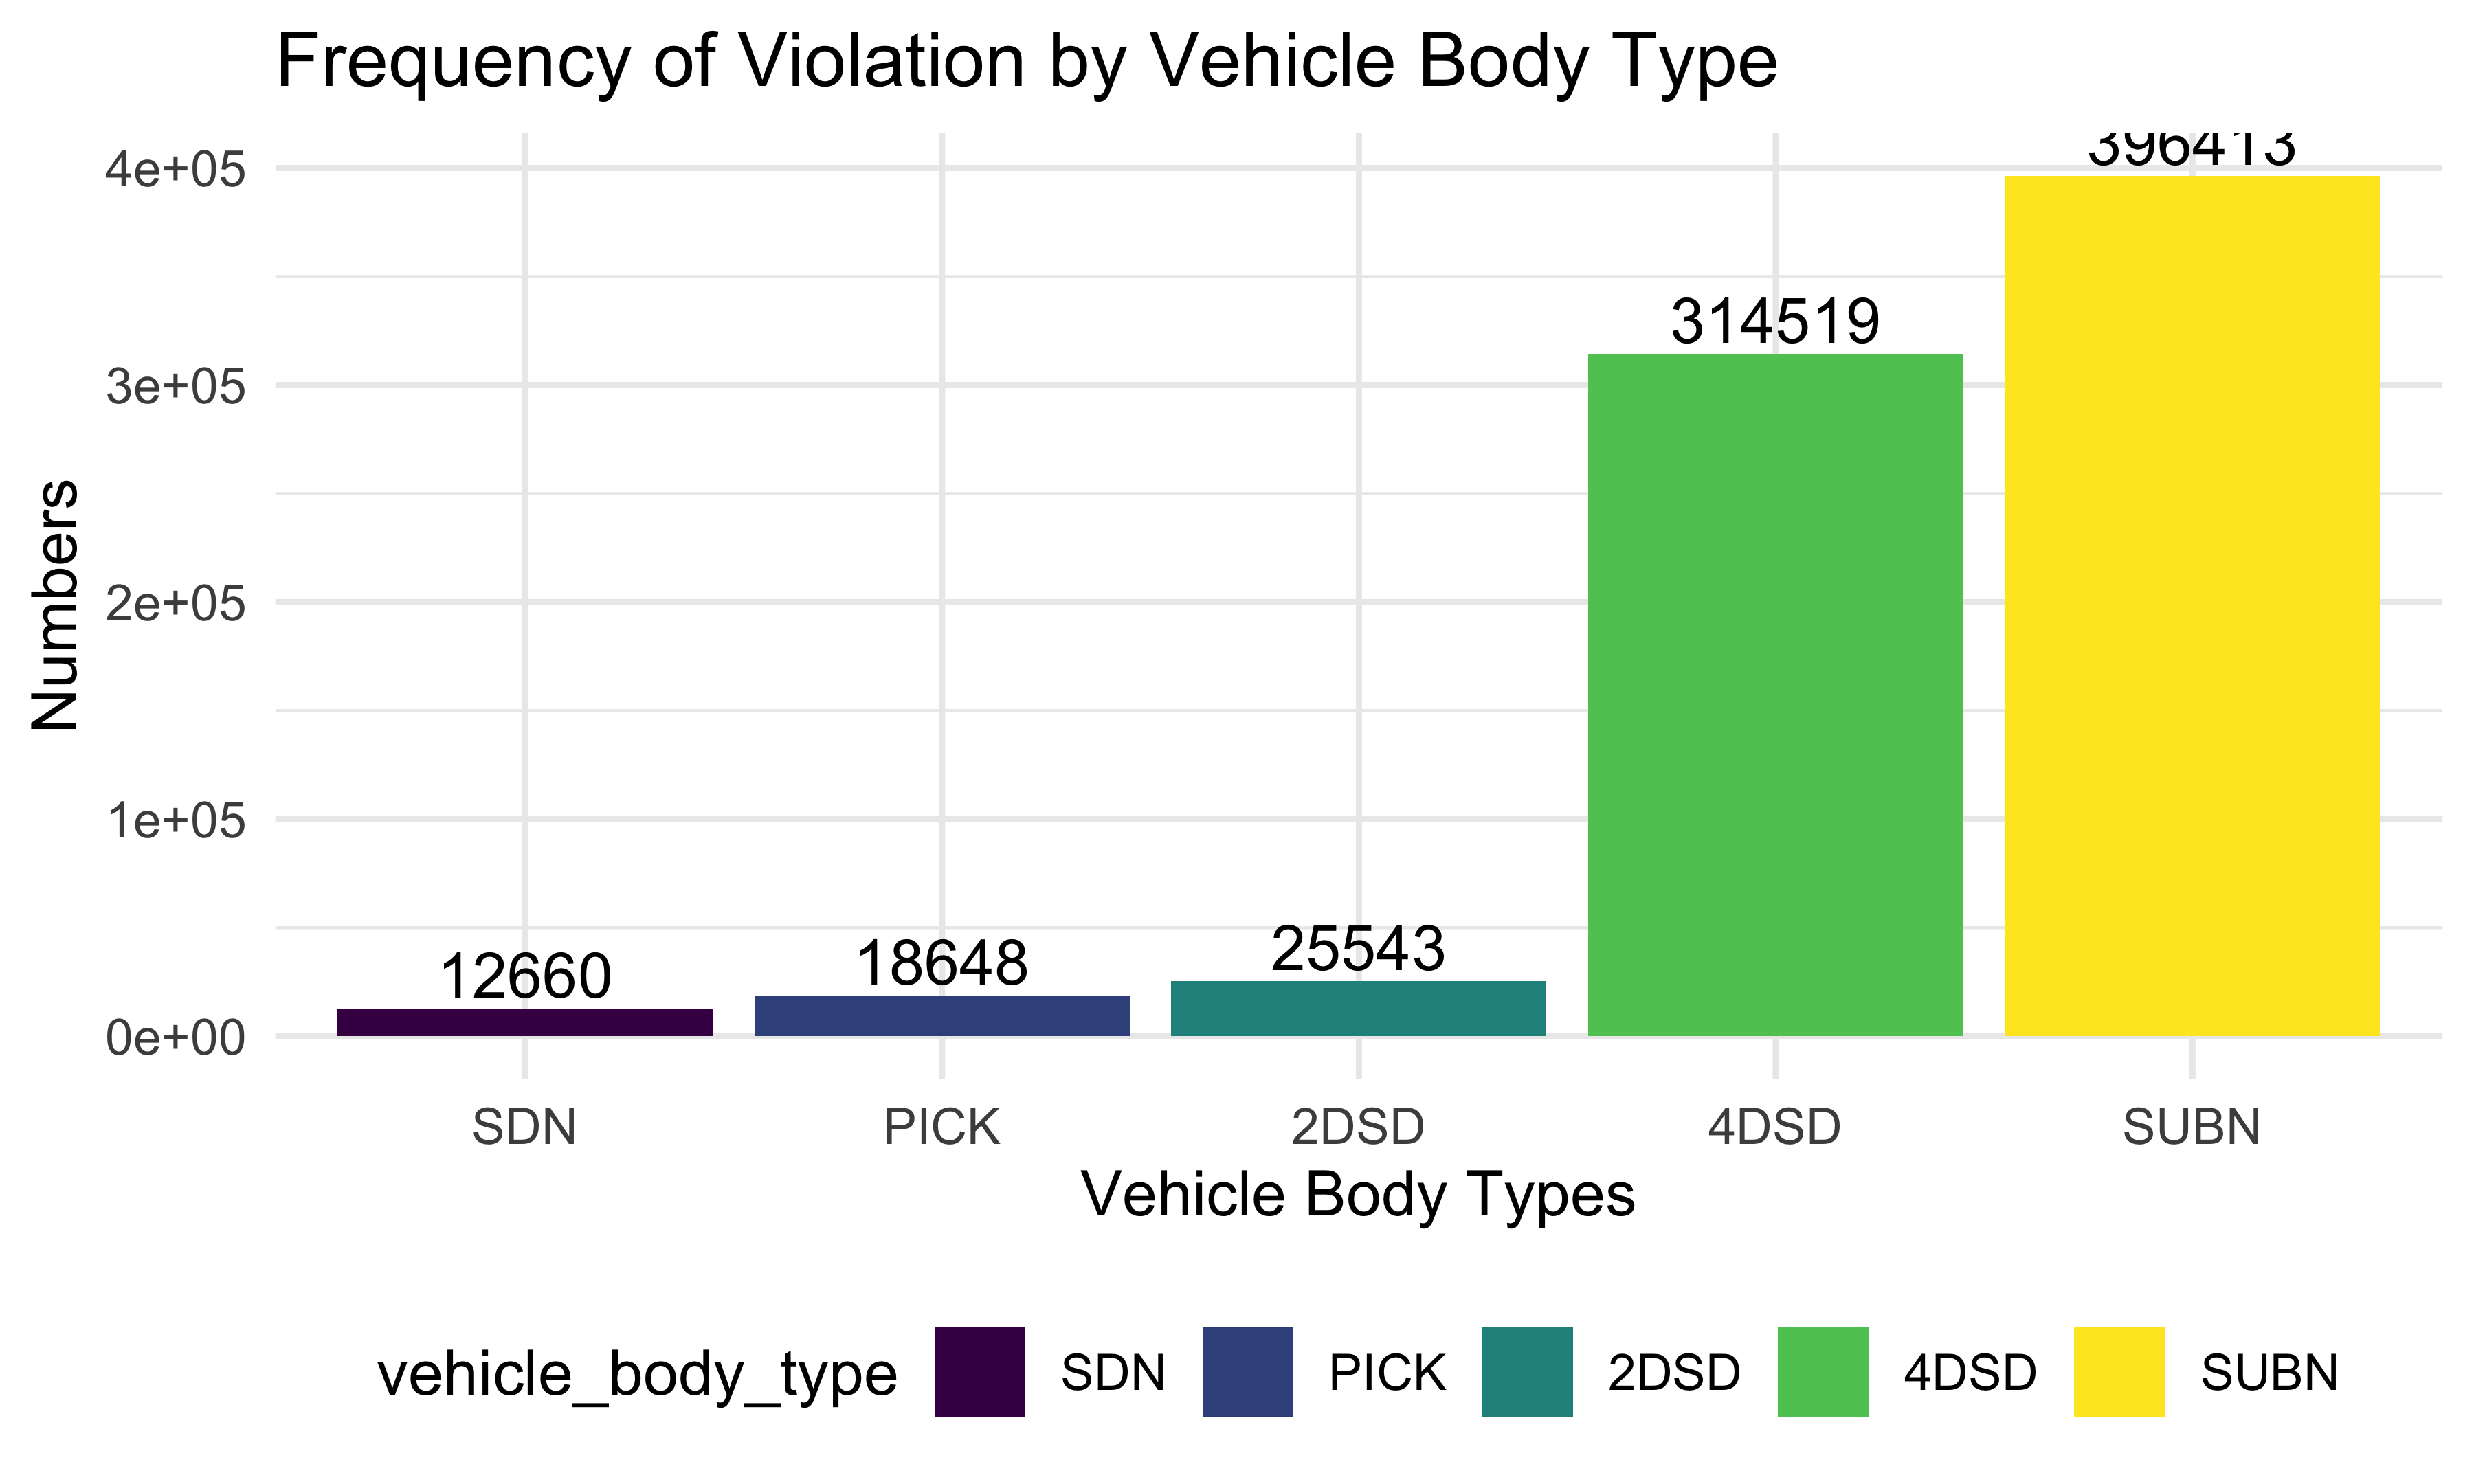 Frequency of Violation by Vehicle Body Type
4e+05
3e+05
2e+05
1e+05
0e+00
Numbers
396413
314519
25543
18648
12660
SDN PICK 2DSD 4DSD SUBN
Vehicle Body Types
vehicle_body_type SDN PICK 2DSD 4DSD SUBN